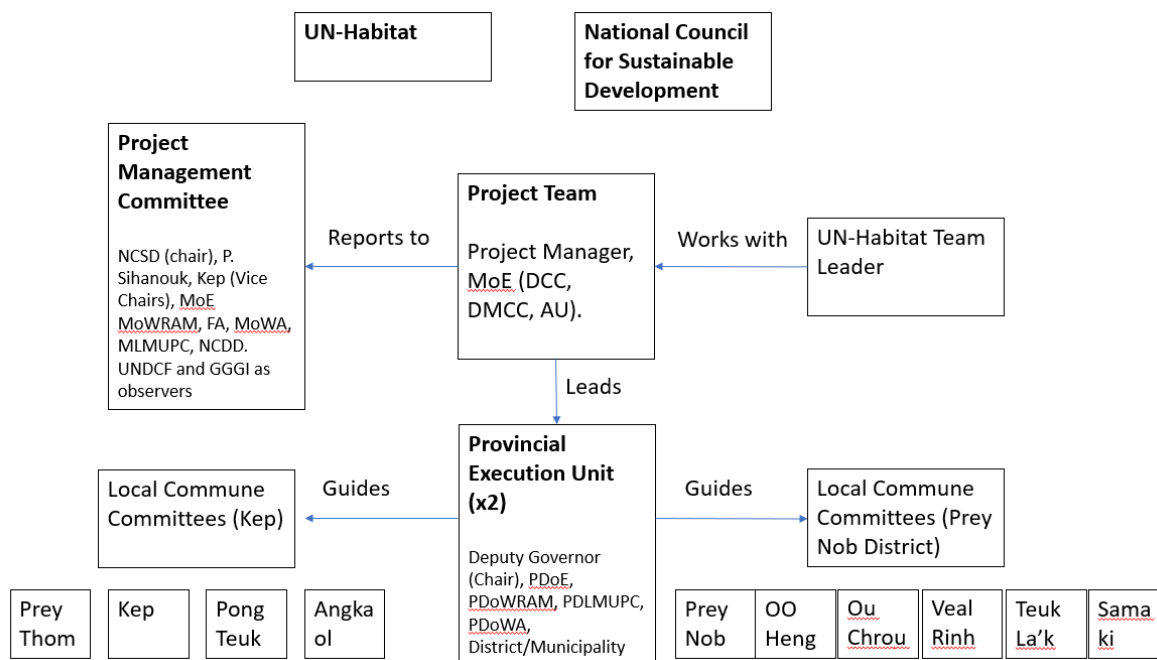 UN-Habitat
National Council
for Sustainable
Development
Project
Management
Committee
NCSD (chair), P.
Sihanouk, Kep (Vice
Chairs), MoE
MoWRAM, FA, MoWA,
MLMUPC, NCDD.
UNDCF and GGGI as
observers
Reports to
Project Team
Project Manager,
MoE (DCC,
DMCC, AU).
Works with
UN-Habitat Team
Leader
Leads
Local Commune
Committees (Kep)
Guides
Provincial
Execution Unit
(x2)
Deputy Governor
(Chair), PDoE,
PDoWRAM, PDLMUPC,
PDoWA,
District/Municipality
Guides
Local Commune
Committees (Prey
Nob District)
Prey
Thom
Kep
Pong
Teuk
Angka
ol
Prey
Nob
OO
Heng
Ou
Chrou
Veal
Rinh
Teuk
La’k
Sama
ki